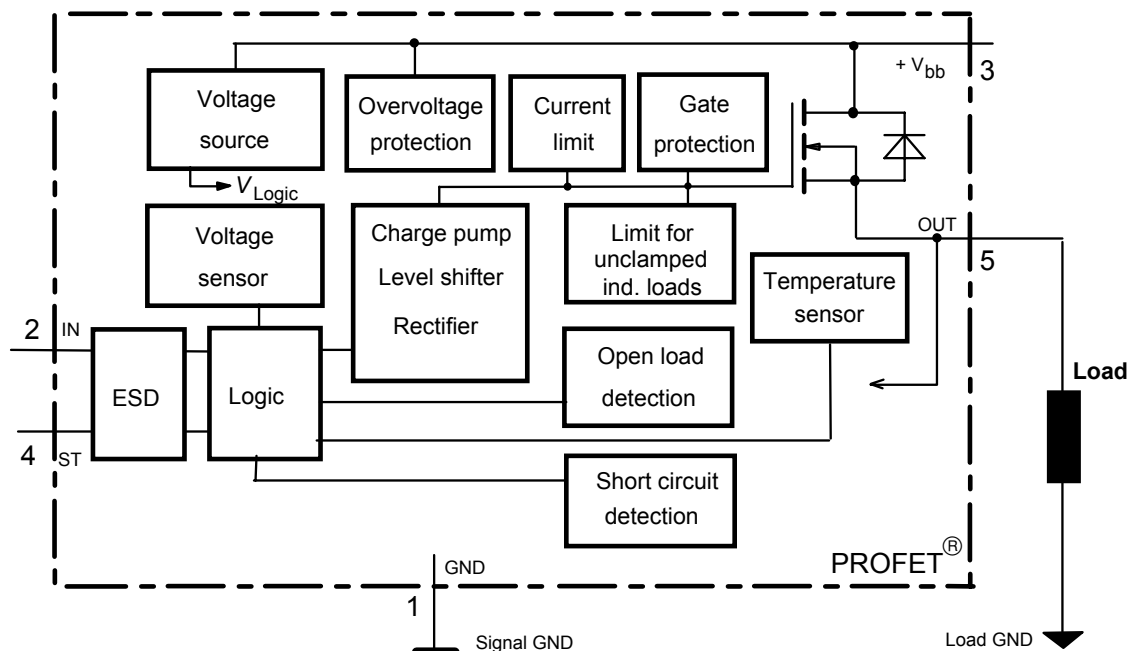 + Vbb
3
Voltage
source
Overvoltage
protection
Current
limit
Gate
protection
VLogic
Voltage
sensor
Charge pump
Level shifter
Rectifier
Limit for
unclamped
ind. loads
OUT
5
Temperature
sensor
2
IN
ESD
Logic
Open load
detection
Load
4
ST
Short circuit
detection
PROFET®
GND
1
Signal GND
Load GND